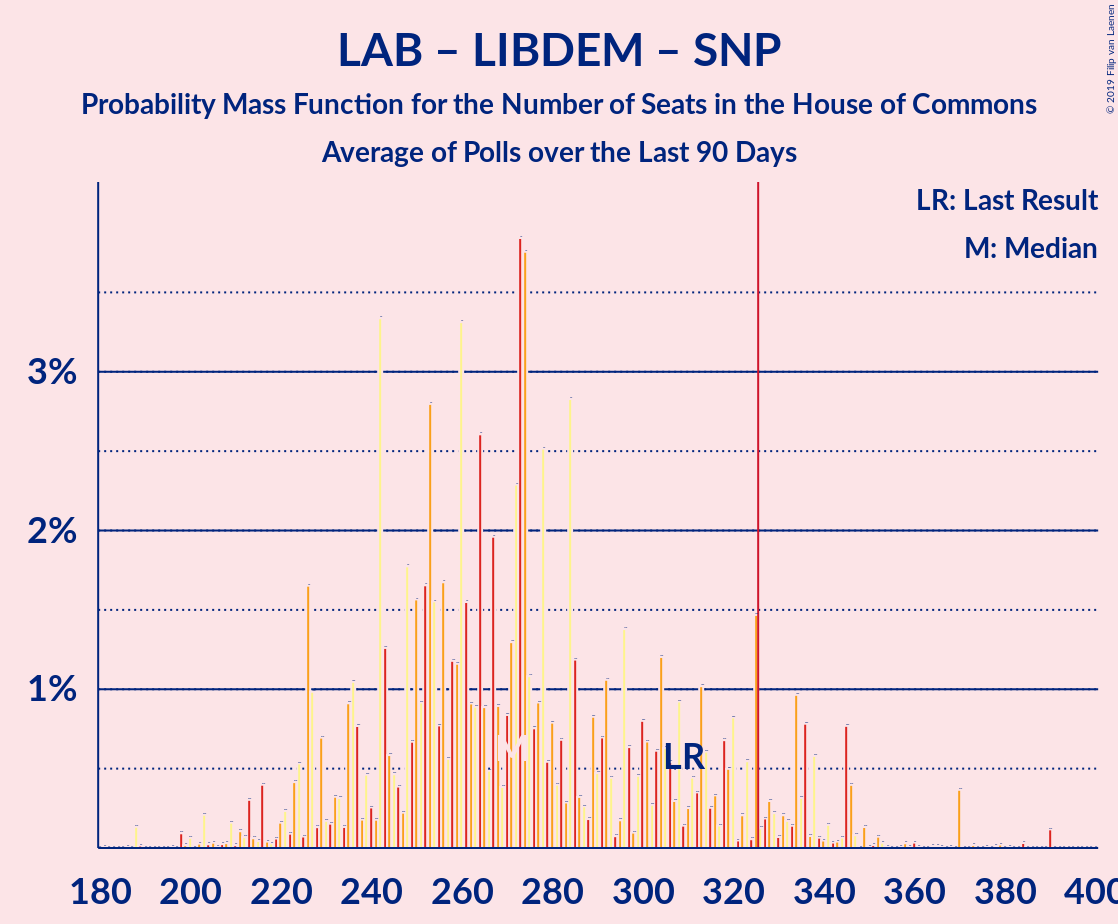 LAB – LIBDEM – SNP
Probability Mass Function for the Number of Seats in the House of Commons
Average of Polls over the Last 90 Days
© 2019 Filip van Laenen
LR: Last Result
M: Median
3%
2%
1%
M
LR
180 200 220 240 260 280 300 320 340 360 380 400